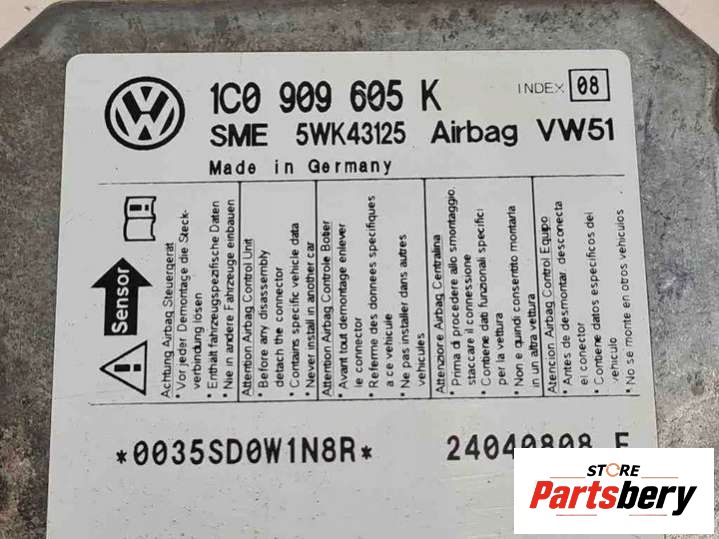 1C0 909 605 K INDEX 08
SME 5WK43125 Airbag VW51
Made in Germany
Sensor
Achtung Airbag Steuergerät
• Vor jeder Demontage die Steck-
verbindung lösen
• Enthält fahrzeugspezifische Daten
• Nie in andere Fahrzeuge einbauen
Attention Airbag Control Unit
• Before any disassembly
detach the connector
• Contains specific vehicle data
• Never install in another car
Attention Airbag Controle Boter
• Avant tout demontage enlever
le connector
• Referme des donnees specifiques
a ce vehicule
• Ne pas installer dans autres
vehicules
Attenzione Airbag Centralina
• Prima di procedere allo smontaggio
staccare il connessione
• Contiene dati funzionali specifici
per la vettura
• Non e quindi consentito montarla
in un altra vettura
Atencion Airbag Control Equipo
• Antes de desmontar desconecta
el conector
• Contiene datos especificos del
vehiculo
• No se monte en otros vehiculos
*0035SD0W1N8R* 24040808
STORE
Partsbery